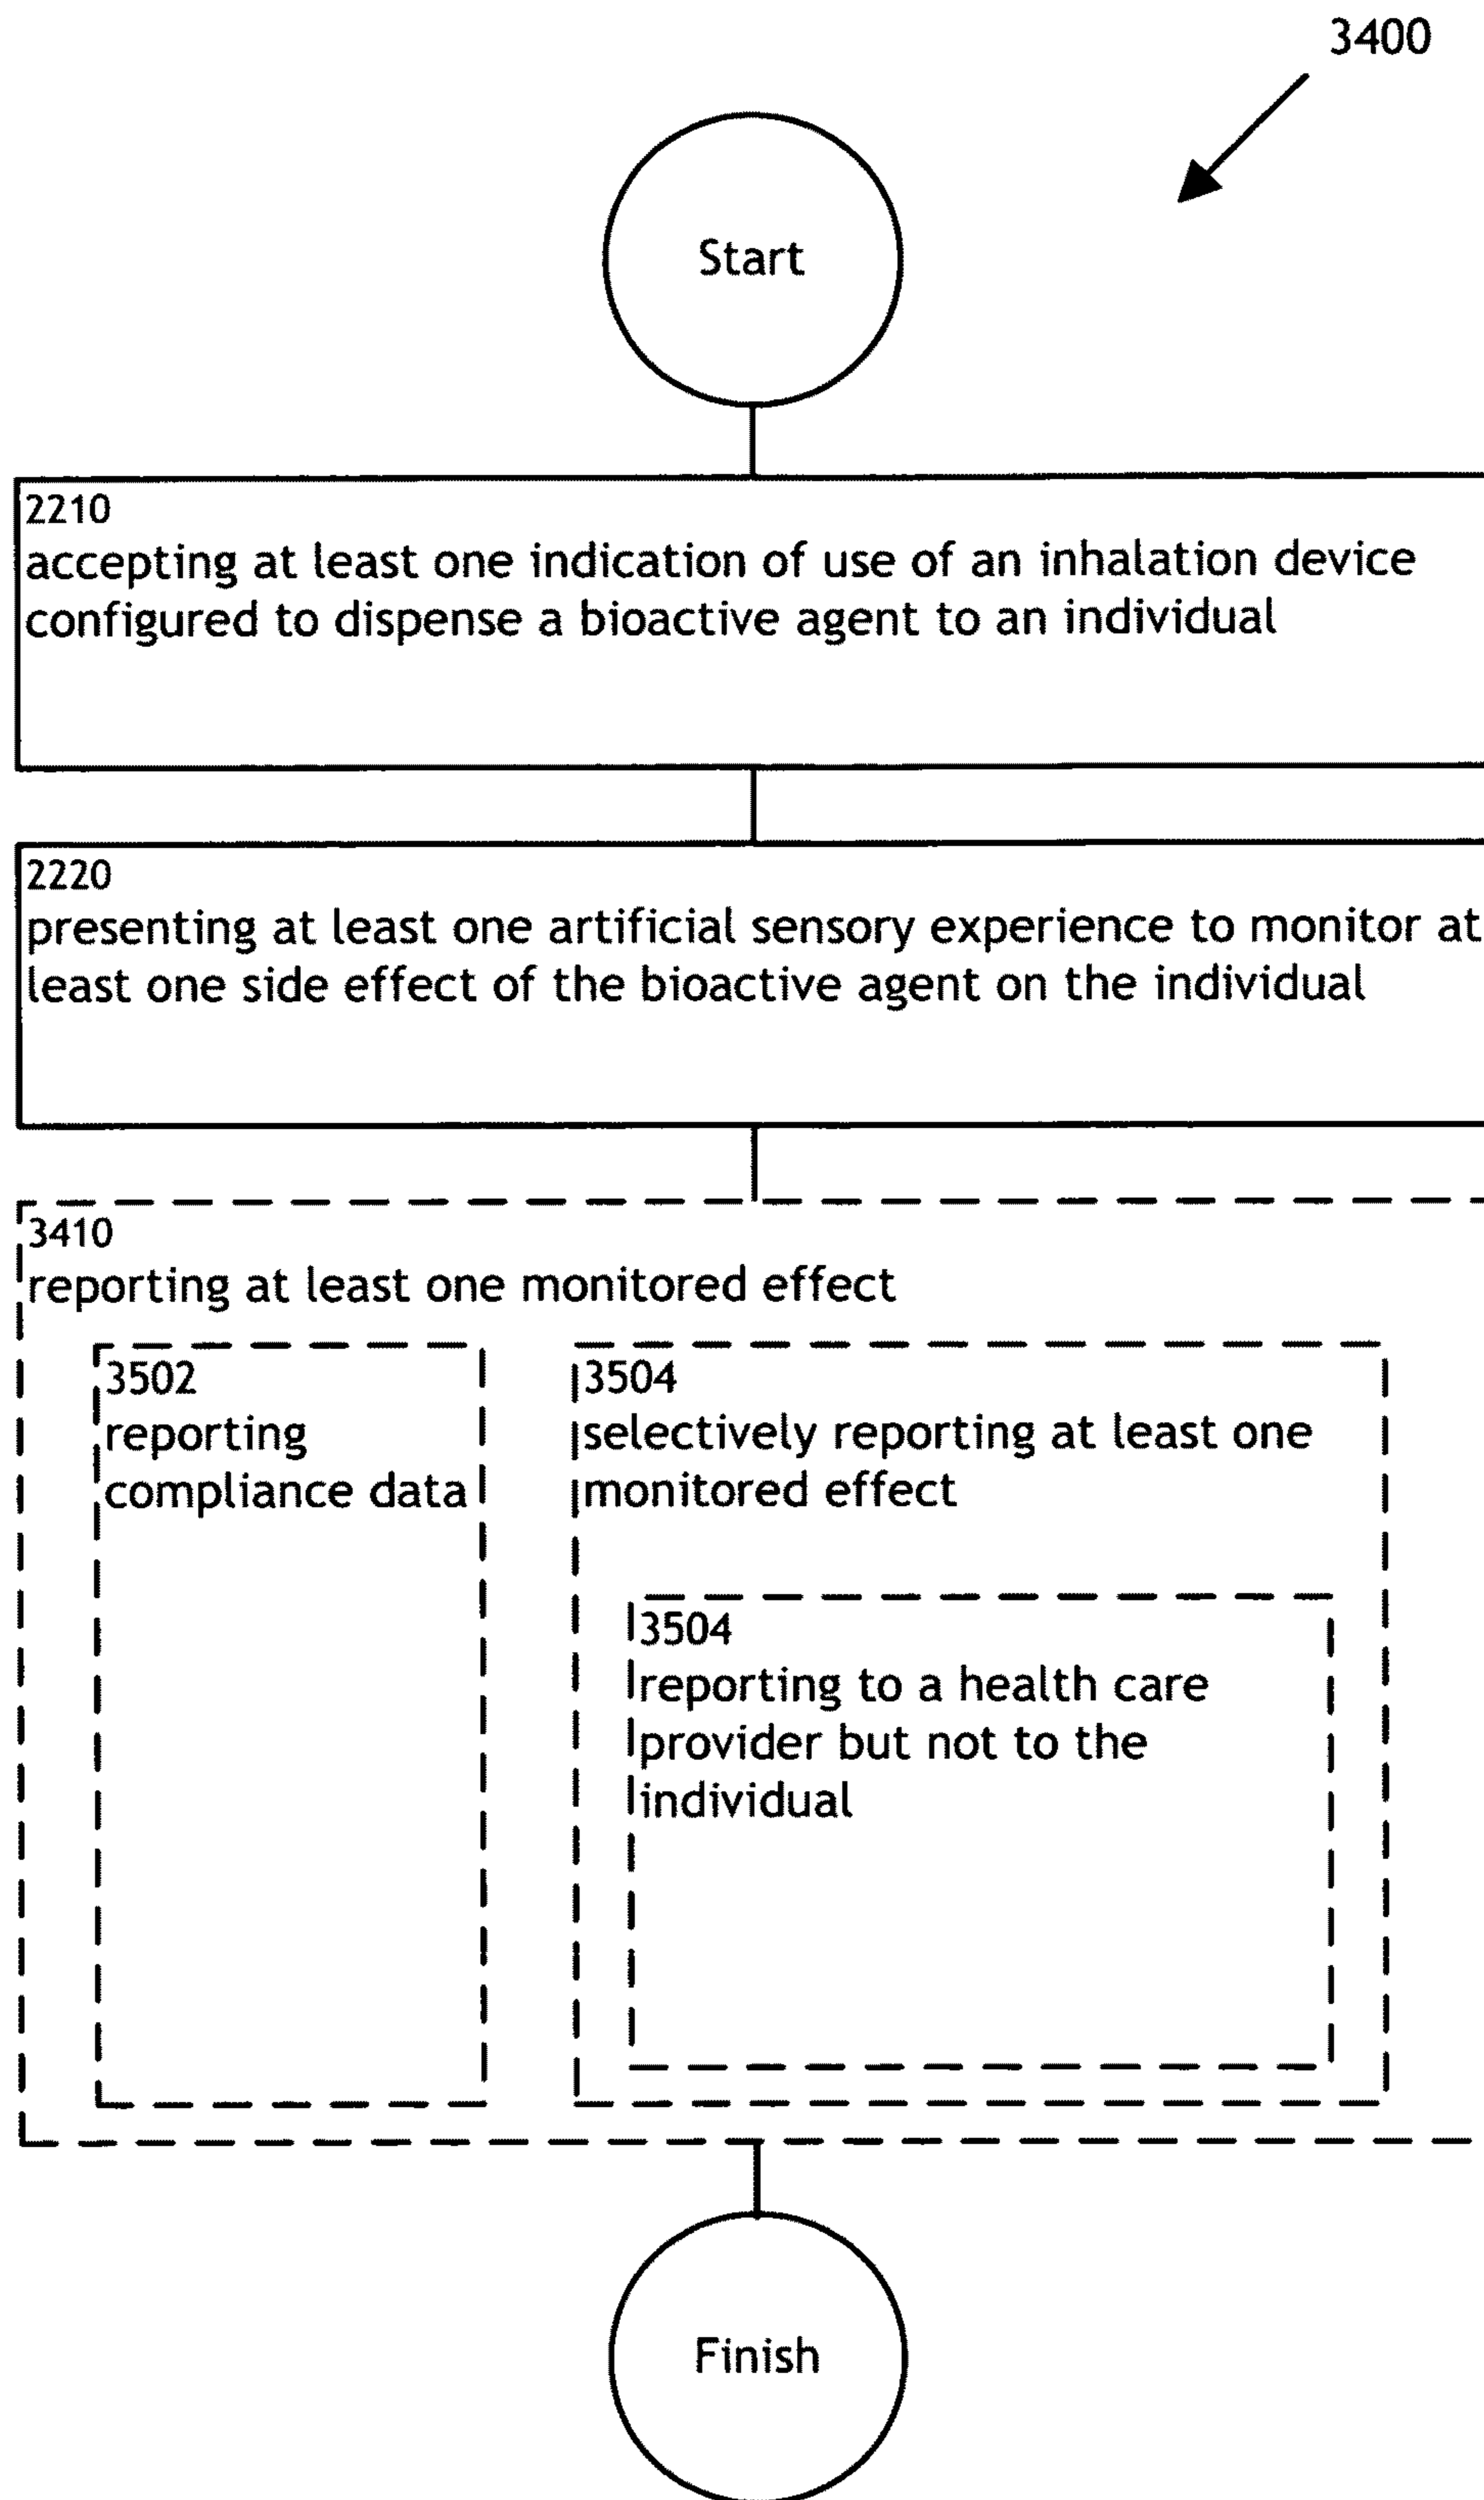 3400
Start
2210
accepting at least one indication of use of an inhalation device
configured to dispense a bioactive agent to an individual
2220
presenting at least one artificial sensory experience to monitor at
least one side effect of the bioactive agent on the individual
3410
reporting at least one monitored effect
3502
reporting
compliance data
3504
selectively reporting at least one
monitored effect
3504
reporting to a health care
provider but not to the
individual
Finish